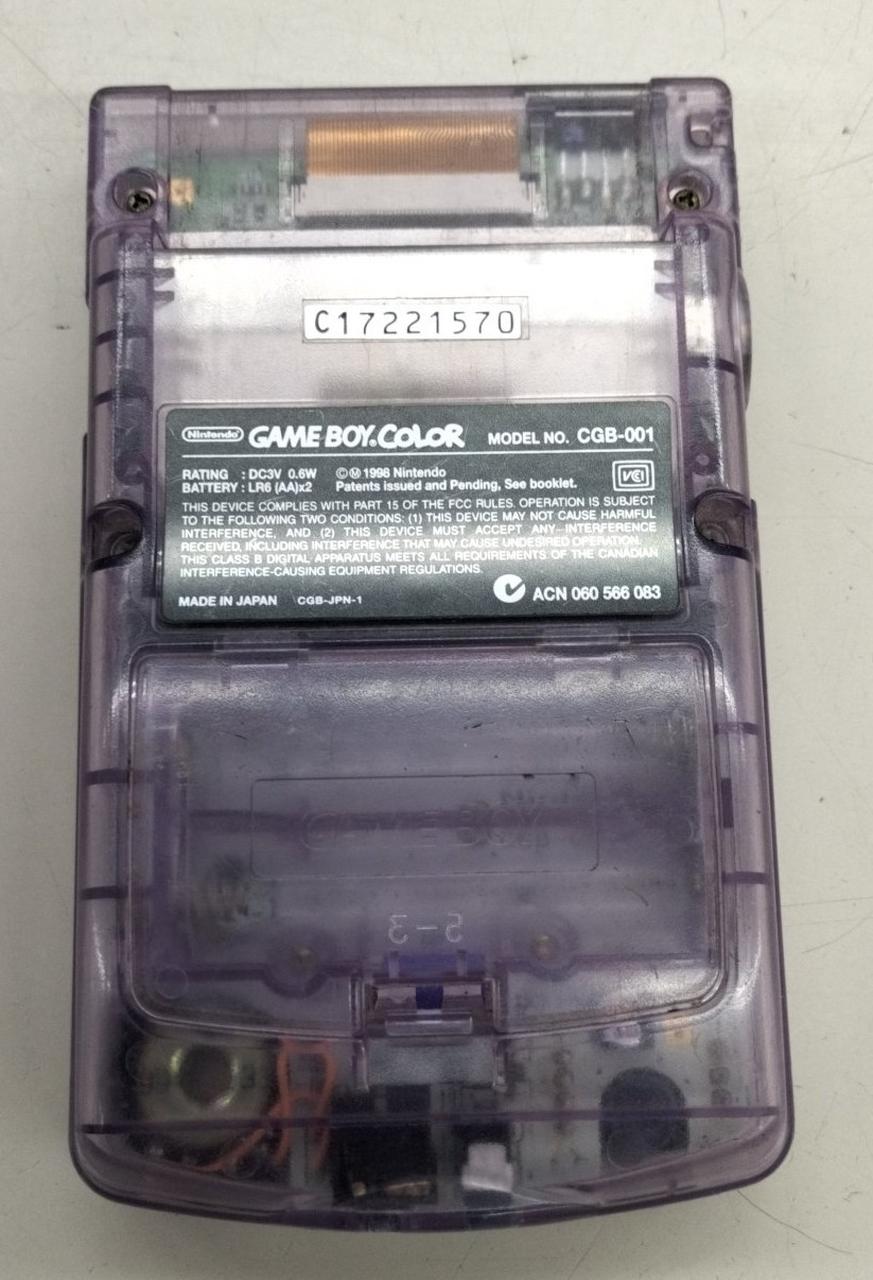 C17221570
Nintendo GAME BOY COLOR MODEL NO. CGB-001
RATING : DC3V 0.6W ©Ⓜ 1998 Nintendo
BATTERY : LR6 (AA)x2 Patents issued and Pending, See booklet.
VCI
THIS DEVICE COMPLIES WITH PART 15 OF THE FCC RULES. OPERATION IS SUBJECT
TO THE FOLLOWING TWO CONDITIONS: (1) THIS DEVICE MAY NOT CAUSE HARMFUL
INTERFERENCE, AND (2) THIS DEVICE MUST ACCEPT ANY INTERFERENCE
RECEIVED, INCLUDING INTERFERENCE THAT MAY CAUSE UNDESIRED OPERATION.
THIS CLASS B DIGITAL APPARATUS MEETS ALL REQUIREMENTS OF THE CANADIAN
INTERFERENCE-CAUSING EQUIPMENT REGULATIONS.
MADE IN JAPAN CGB-JPN-1 ACN 060 566 083
GAME BOY
5-3